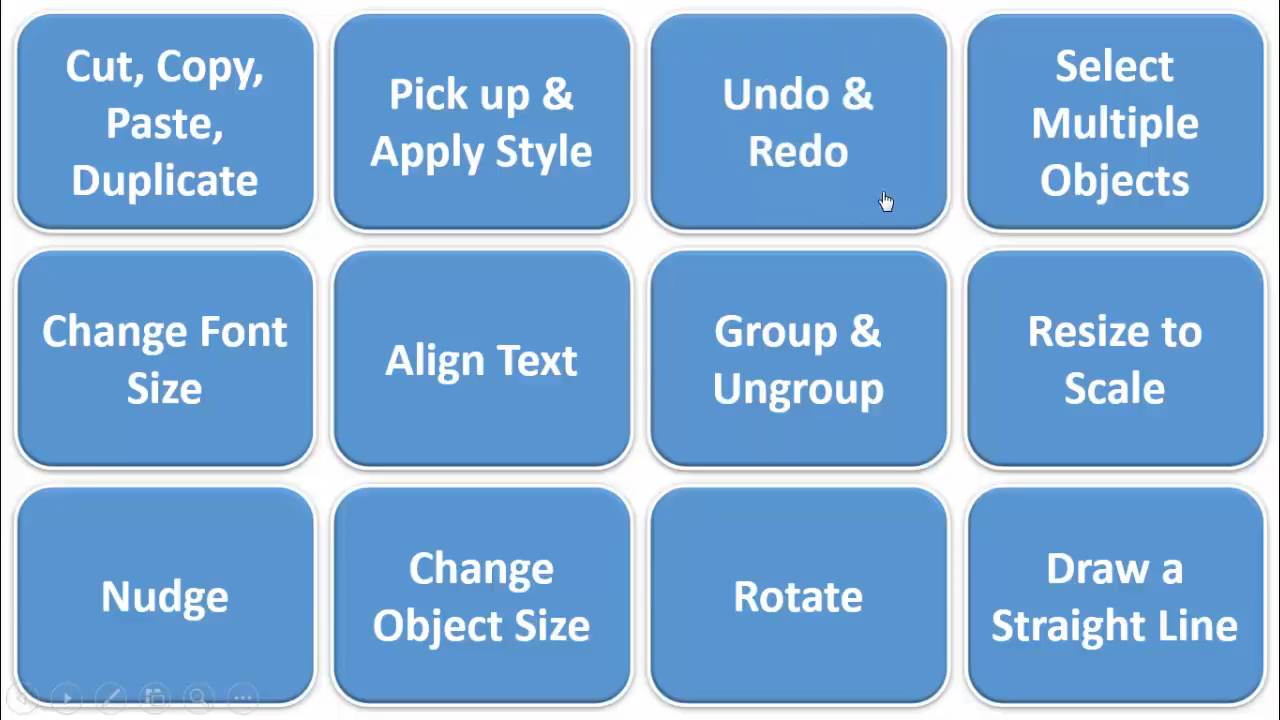 Cut, Copy,
Paste,
Duplicate
Pick up &
Apply Style
Undo &
Redo
Select
Multiple
Objects
Change Font
Size
Align Text
Group &
Ungroup
Resize to
Scale
Nudge
Change
Object Size
Rotate
Draw a
Straight Line